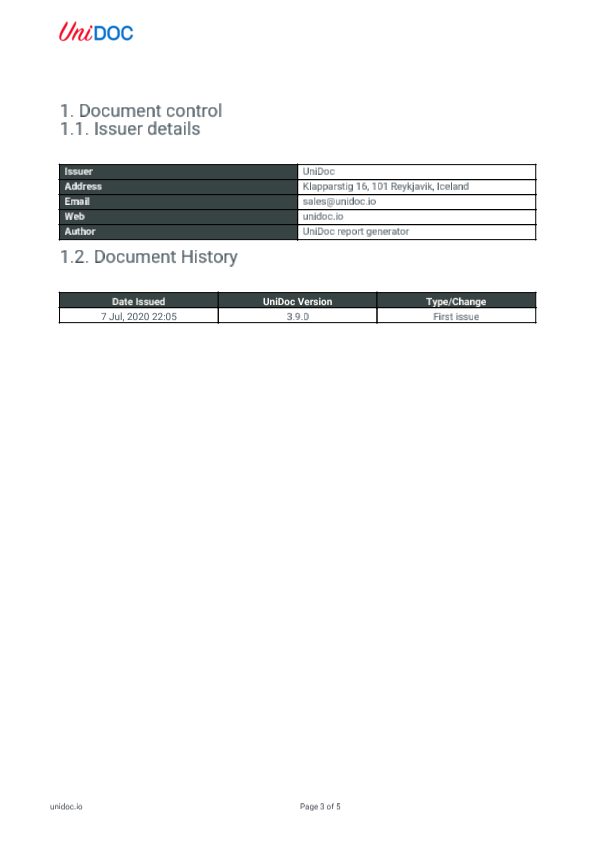 UniDOC
1. Document control
1.1. Issuer details
Issuer UniDoc
Address Klapparstig 16, 101 Reykjavik, Iceland
Email sales@unidoc.io
Web unidoc.io
Author UniDoc report generator
1.2. Document History
Date Issued UniDoc Version Type/Change
7 Jul, 2020 22:05 3.9.0 First issue
unidoc.io Page 3 of 5